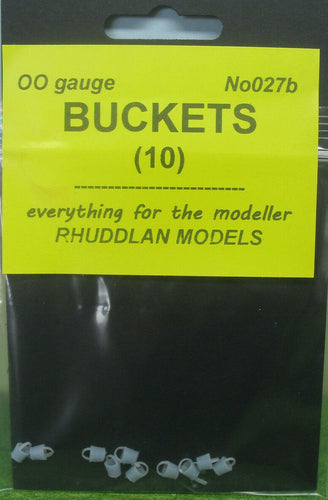 OO gauge No027b
BUCKETS
(10)
---------------------------
everything for the modeller
RHUDDLAN MODELS